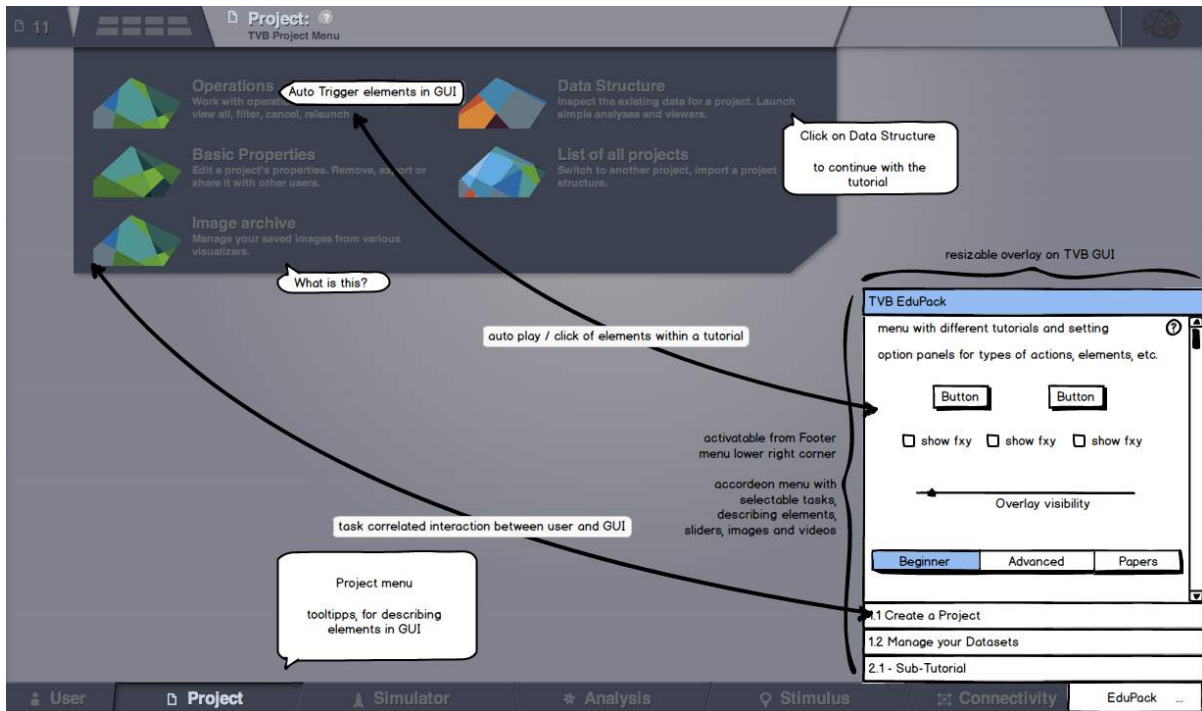 11
Project:
?
TVB Project Menu
Operations
Work with operations
view all, filter, cancel, relaunch
Auto Trigger elements in GUI
Data Structure
Inspect the existing data for a project. Launch
simple analyses and viewers.
Click on Data Structure
to continue with the
tutorial
Basic Properties
Edit a project's properties. Remove, export or
share it with other users.
List of all projects
Switch to another project, import a project
structure.
Image archive
Manage your saved images from various
visualizers.
What is this?
resizable overlay on TVB GUI
TVB EduPack
menu with different tutorials and setting
?
option panels for types of actions, elements, etc.
auto play / click of elements within a tutorial
Button
Button
show fxy
show fxy
show fxy
activatable from Footer
menu lower right corner
accordeon menu with
selectable tasks,
describing elements,
sliders, images and videos
Overlay visibility
task correlated interaction between user and GUI
Beginner
Advanced
Papers
Project menu
tooltipps, for describing
elements in GUI
1.1 Create a Project
1.2 Manage your Datasets
2.1 - Sub-Tutorial
User
Project
Simulator
Analysis
Stimulus
Connectivity
EduPack ...